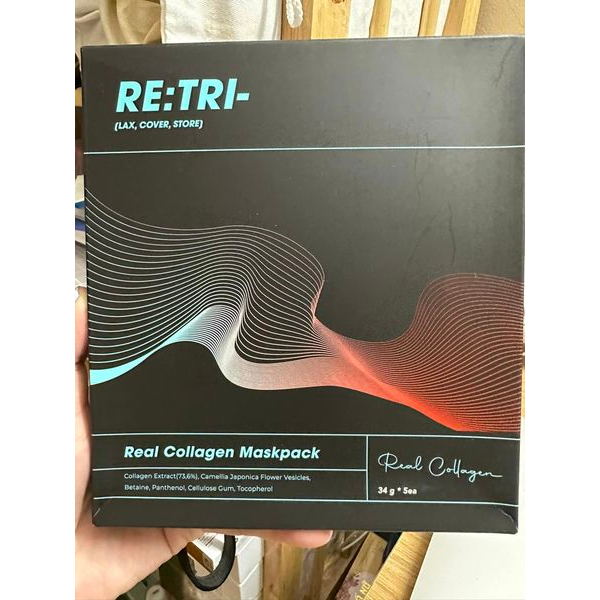 RE:TRI-
(LAX, COVER, STORE)
Real Collagen Maskpack
Collagen Extract(73,6%), Camellia Japonica Flower Vesicles,
Betaine, Panthenol, Cellulose Gum, Tocopherol
Real Collagen
34 g * 5ea